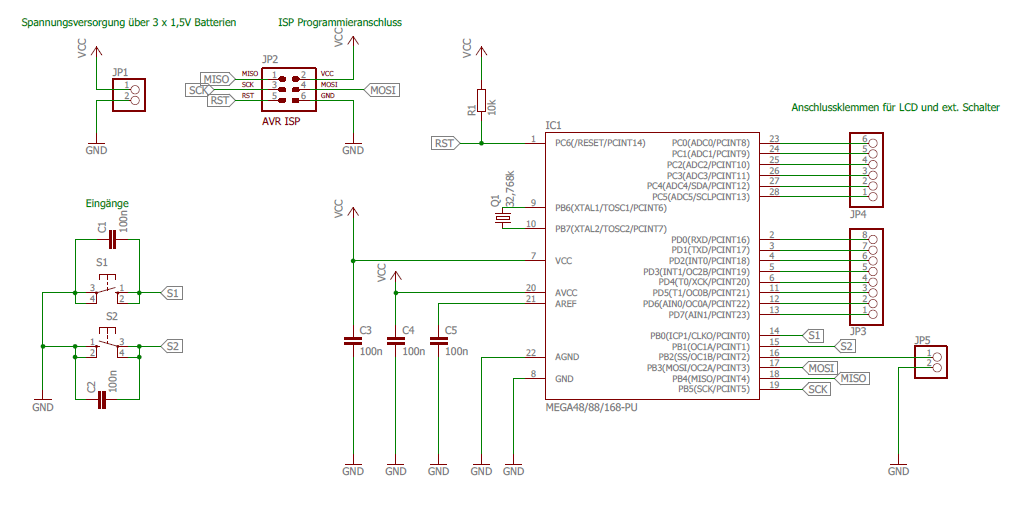 Spannungsversorgung über 3 x 1,5V Batterien
ISP Programmieranschluss
VCC
JP1
1
2
GND
VCC
JP2
MISO
SCK
RST
MISO
SCK
RST
1
3
5
2
4
6
VCC
MOSI
GND
MOSI
AVR ISP
GND
VCC
R1
10k
RST
Anschlussklemmen für LCD und ext. Schalter
IC1
1 PC6(/RESET/PCINT14)
9 PB6(XTAL1/TOSC1/PCINT6)
10 PB7(XTAL2/TOSC2/PCINT7)
7 VCC
20 AVCC
21 AREF
22 AGND
8 GND
Q1
32,768k
PC0(ADC0/PCINT8) 23
PC1(ADC1/PCINT9) 24
PC2(ADC2/PCINT10) 25
PC3(ADC3/PCINT11) 26
PC4(ADC4/SDA/PCINT12) 27
PC5(ADC5/SCLPCINT13) 28
6
5
4
3
2
1
JP4
PD0(RXD/PCINT16) 2
PD1(TXD/PCINT17) 3
PD2(INT0/PCINT18) 4
PD3(INT1/OC2B/PCINT19) 5
PD4(T0/XCK/PCINT20) 6
PD5(T1/OC0B/PCINT21) 11
PD6(AIN0/OC0A/PCINT22) 12
PD7(AIN1/PCINT23) 13
8
7
6
5
4
3
2
1
JP3
PB0(ICP1/CLKO/PCINT0) 14 S1
PB1(OC1A/PCINT1) 15 S2
PB2(SS/OC1B/PCINT2) 16
PB3(MOSI/OC2A/PCINT3) 17 MOSI
PB4(MISO/PCINT4) 18 MISO
PB5(SCK/PCINT5) 19 SCK
MEGA48/88/168-PU
JP5
1
2
GND
Eingänge
C1
100n
S1
3 1
4 2
S1
S2
1 3
2 4
S2
C2
100n
GND
VCC
VCC
C3
100n
C4
100n
C5
100n
GND
GND
GND
GND
GND